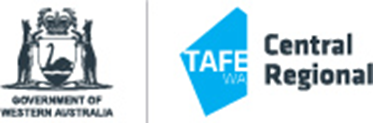 GOVERNMENT OF
WESTERN AUSTRALIA
TAFE
WA
Central
Regional